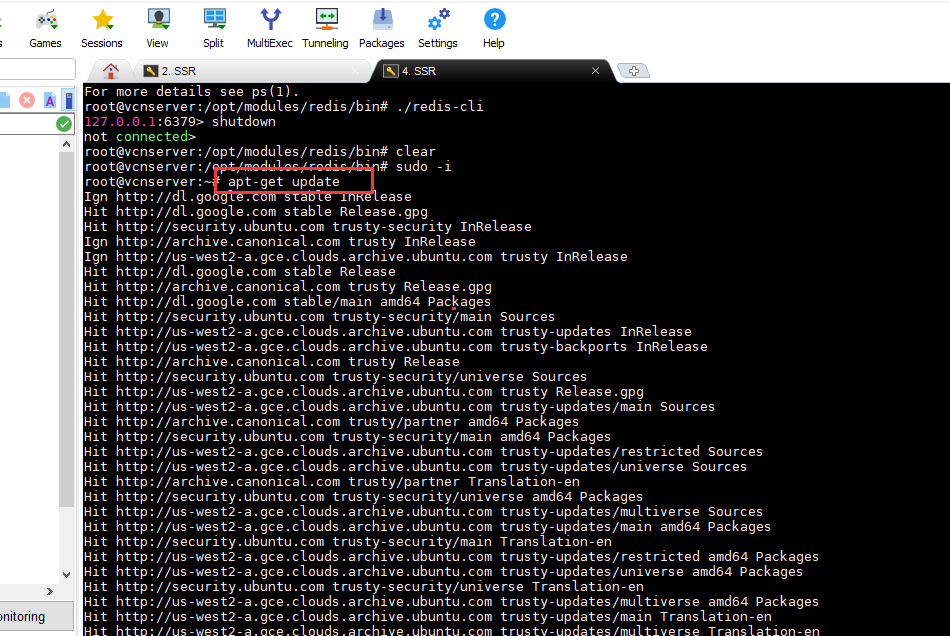 Games
Sessions
View
Split
MultiExec
Tunneling
Packages
Settings
Help
2. SSR
4. SSR
For more details see ps(1).
root@vcnserver:/opt/modules/redis/bin# ./redis-cli
127.0.0.1:6379> shutdown
not connected>
root@vcnserver:/opt/modules/redis/bin# clear
root@vcnserver:/opt/modules/redis/bin# sudo -i
root@vcnserver:~# apt-get update
Ign http://dl.google.com stable InRelease
Hit http://dl.google.com stable Release.gpg
Hit http://security.ubuntu.com trusty-security InRelease
Ign http://archive.canonical.com trusty InRelease
Ign http://us-west2-a.gce.clouds.archive.ubuntu.com trusty InRelease
Hit http://dl.google.com stable Release
Hit http://archive.canonical.com trusty Release.gpg
Hit http://dl.google.com stable/main amd64 Packages
Hit http://security.ubuntu.com trusty-security/main Sources
Hit http://us-west2-a.gce.clouds.archive.ubuntu.com trusty-updates InRelease
Hit http://us-west2-a.gce.clouds.archive.ubuntu.com trusty-backports InRelease
Hit http://archive.canonical.com trusty Release
Hit http://security.ubuntu.com trusty-security/universe Sources
Hit http://us-west2-a.gce.clouds.archive.ubuntu.com trusty Release.gpg
Hit http://us-west2-a.gce.clouds.archive.ubuntu.com trusty-updates/main Sources
Hit http://archive.canonical.com trusty/partner amd64 Packages
Hit http://security.ubuntu.com trusty-security/main amd64 Packages
Hit http://us-west2-a.gce.clouds.archive.ubuntu.com trusty-updates/restricted Sources
Hit http://us-west2-a.gce.clouds.archive.ubuntu.com trusty-updates/universe Sources
Hit http://archive.canonical.com trusty/partner Translation-en
Hit http://security.ubuntu.com trusty-security/universe amd64 Packages
Hit http://us-west2-a.gce.clouds.archive.ubuntu.com trusty-updates/multiverse Sources
Hit http://us-west2-a.gce.clouds.archive.ubuntu.com trusty-updates/main amd64 Packages
Hit http://security.ubuntu.com trusty-security/main Translation-en
Hit http://us-west2-a.gce.clouds.archive.ubuntu.com trusty-updates/restricted amd64 Packages
Hit http://us-west2-a.gce.clouds.archive.ubuntu.com trusty-updates/universe amd64 Packages
Hit http://security.ubuntu.com trusty-security/universe Translation-en
Hit http://us-west2-a.gce.clouds.archive.ubuntu.com trusty-updates/multiverse amd64 Packages
Hit http://us-west2-a.gce.clouds.archive.ubuntu.com trusty-updates/main Translation-en
Hit http://us-west2-a.gce.clouds.archive.ubuntu.com trusty-updates/multiverse Translation-en
onitoring